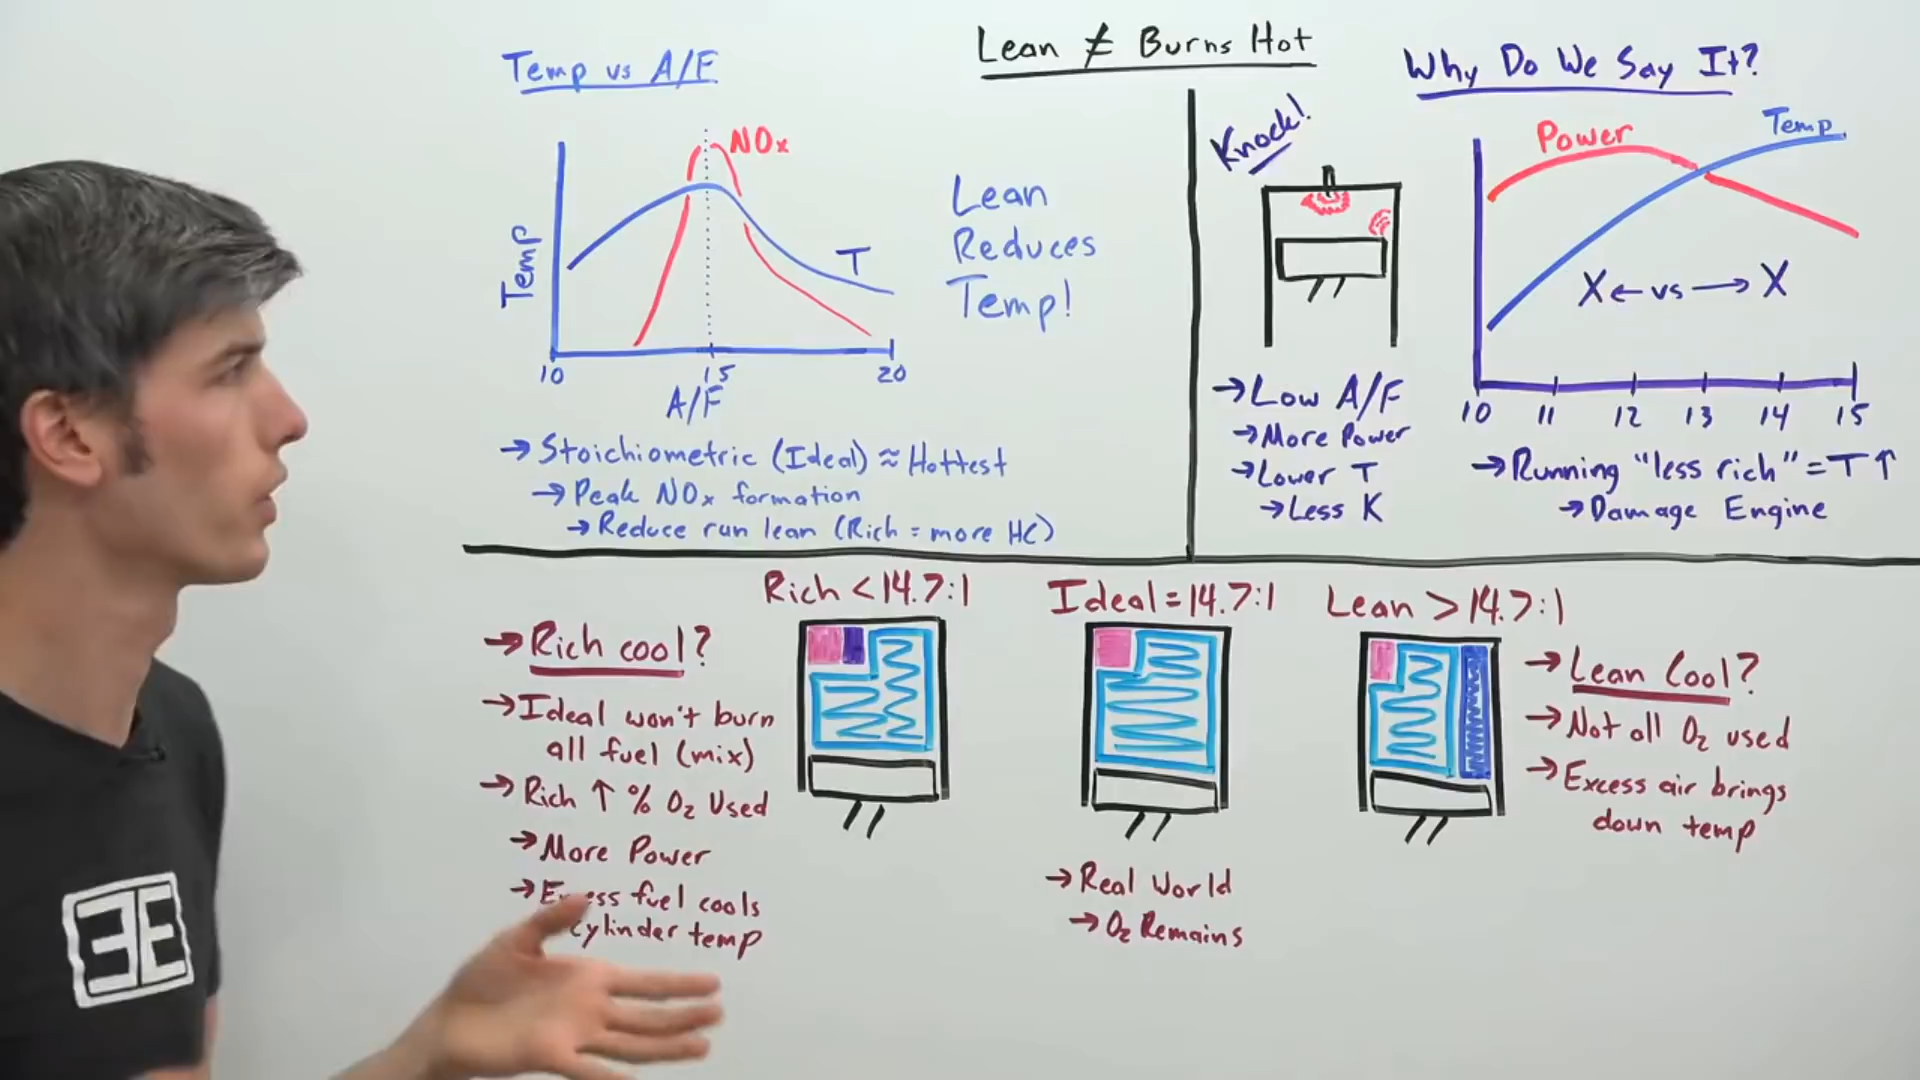 Lean ≠ Burns Hot
Temp vs A/F
NOx
T
Temp
10
15
20
A/F
Lean
Reduces
Temp!
→ Stoichiometric (Ideal) ≈ Hottest
→ Peak NOx formation
→ Reduce run lean (Rich = more HC)
Why Do We Say It?
Knock!
→ Low A/F
→ More Power
→ Lower T
→ Less K
Power
Temp
X ← vs → X
10 11 12 13 14 15
→ Running "less rich" = T ↑
→ Damage Engine
Rich < 14.7:1
→ Rich cool?
→ Ideal won't burn
all fuel (mix)
→ Rich ↑ % O2 Used
→ More Power
→ Excess fuel cools
cylinder temp
Ideal = 14.7:1
→ Real World
→ O2 Remains
Lean > 14.7:1
→ Lean Cool?
→ Not all O2 used
→ Excess air brings
down temp